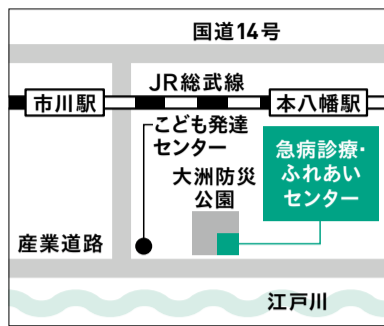 国道14号
JR総武線
市川駅
本八幡駅
こども発達
センター
急病診療・
ふれあい
センター
大洲防災
公園
産業道路
江戸川